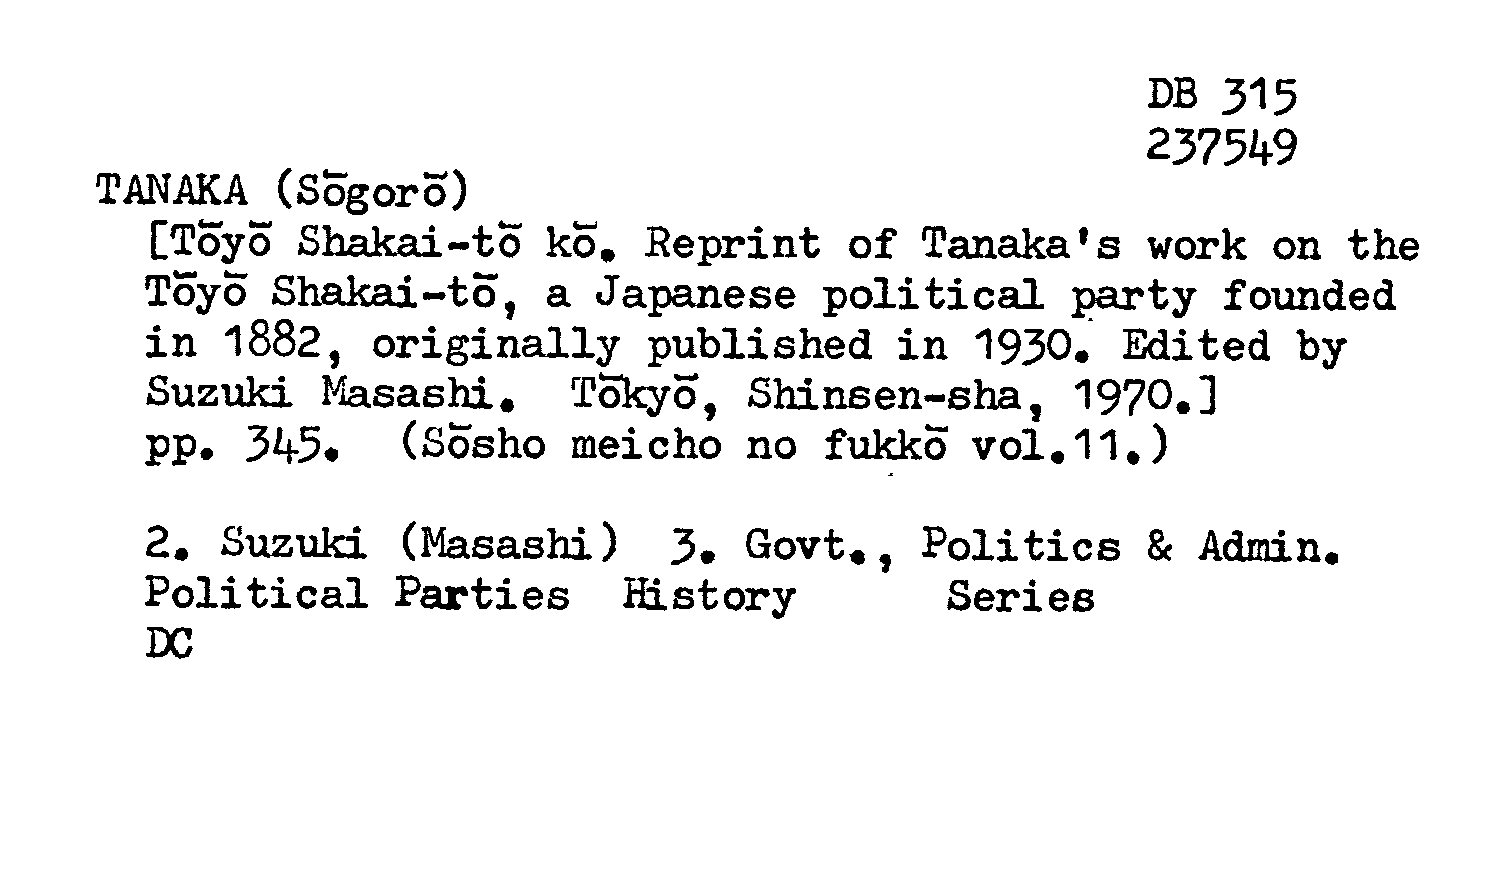 DB 315
237549
TANAKA (Sōgorō)
[Tōyō Shakai-tō kō. Reprint of Tanaka's work on the
Tōyō Shakai-tō, a Japanese political party founded
in 1882, originally published in 1930. Edited by
Suzuki Masashi. Tōkyō, Shinsen-sha, 1970.]
pp. 345. (Sōsho meicho no fukkō vol.11.)
2. Suzuki (Masashi) 3. Govt., Politics & Admin.
Political Parties History Series
DC